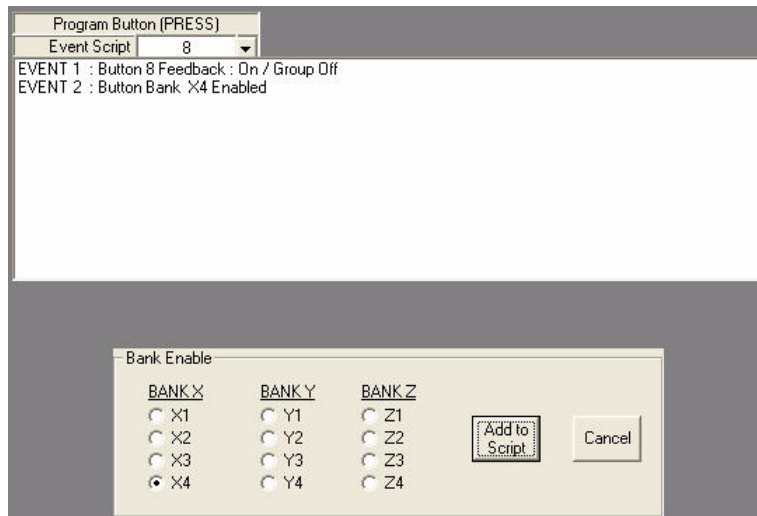 Program Button (PRESS)
Event Script 8
EVENT 1 : Button 8 Feedback : On / Group Off
EVENT 2 : Button Bank X4 Enabled
Bank Enable
BANK X BANK Y BANK Z
X1 Y1 Z1
X2 Y2 Z2
X3 Y3 Z3
X4 Y4 Z4
Add to
Script
Cancel